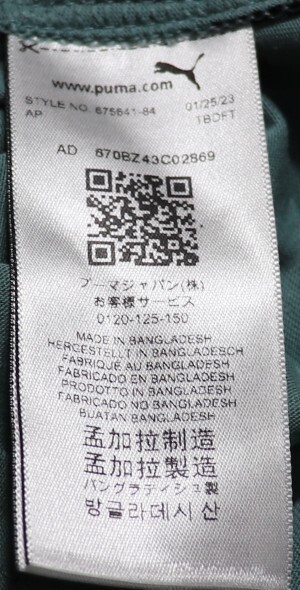 www.puma.com
STYLE NO. 675641-84 01/25/23
AP TBDFT
AD 670BZ43C02869
プーマジャパン(株)
お客様サービス
0120-125-150
MADE IN BANGLADESH
HERGESTELLT IN BANGLADESCH
FABRIQUÉ AU BANGLADESH
FABRICADO EN BANGLADESH
PRODOTTO IN BANGLADESH
FABRICADO NO BANGLADESH
BUATAN BANGLADESH
孟加拉制造
孟加拉製造
バングラディシュ製
방글라데시 산